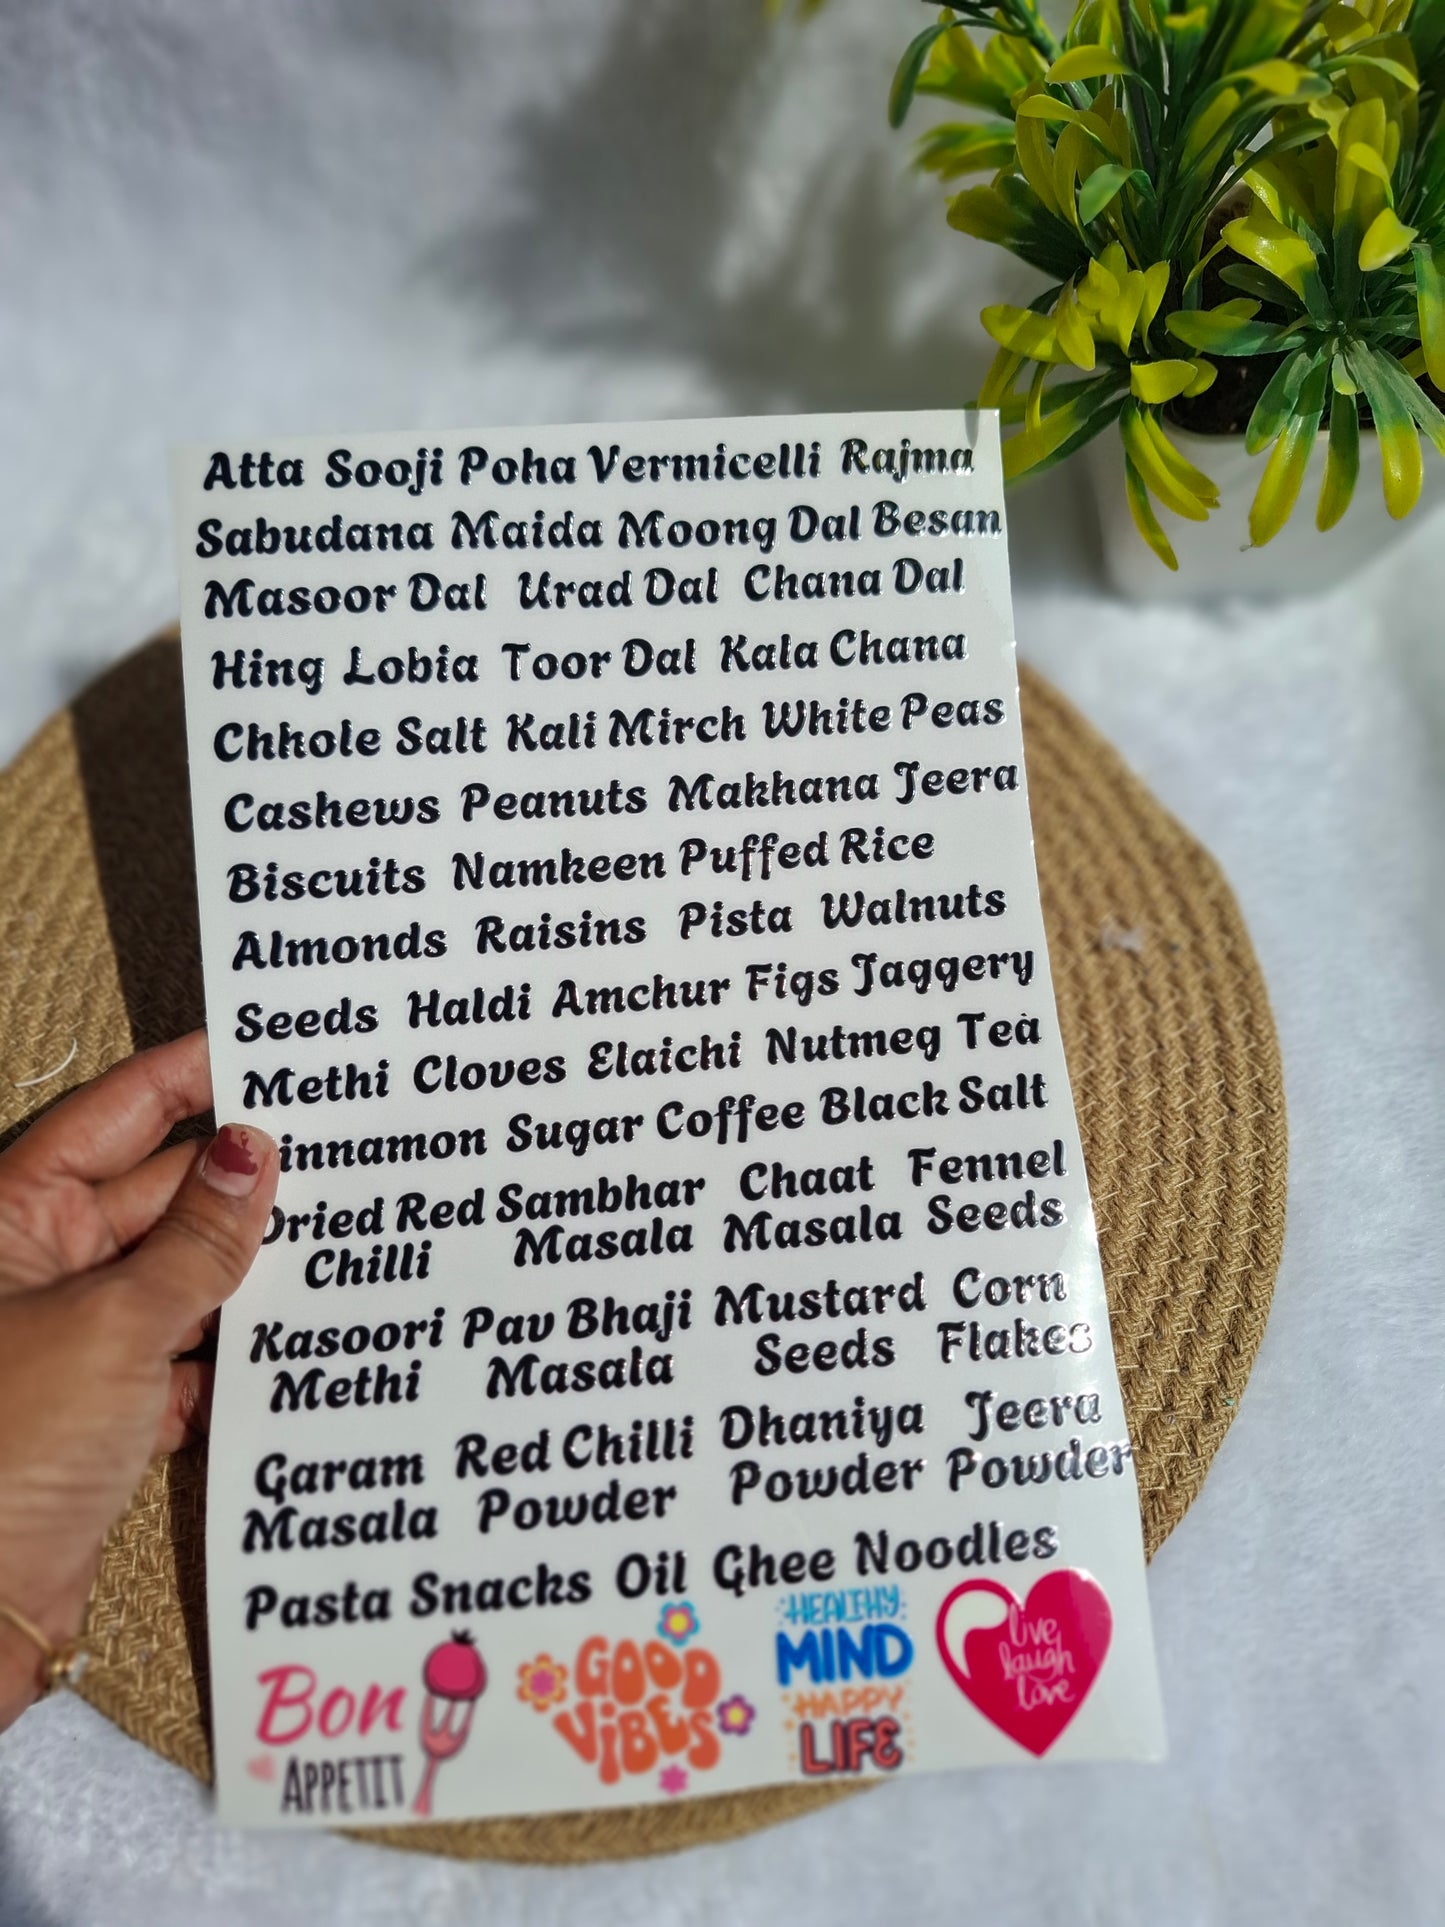 Atta Sooji Poha Vermicelli Rajma
Sabudana Maida Moong Dal Besan
Masoor Dal Urad Dal Chana Dal
Hing Lobia Toor Dal Kala Chana
Chhole Salt Kali Mirch White Peas
Cashews Peanuts Makhana Jeera
Biscuits Namkeen Puffed Rice
Almonds Raisins Pista Walnuts
Seeds Haldi Amchur Figs Jaggery
Methi Cloves Elaichi Nutmeg Tea
innamon Sugar Coffee Black Salt
Dried Red Sambhar Chaat Fennel
Chilli Masala Masala Seeds
Kasoori Pav Bhaji Mustard Corn
Methi Masala Seeds Flakes
Garam Red Chilli Dhaniya Jeera
Masala Powder Powder Powder
Pasta Snacks Oil Ghee Noodles
Bon
APPETIT
GOOD
ViBES
HEALTHY
MIND
HAPPY
LIFE
live
laugh
love